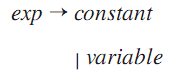 exp → constant
| variable